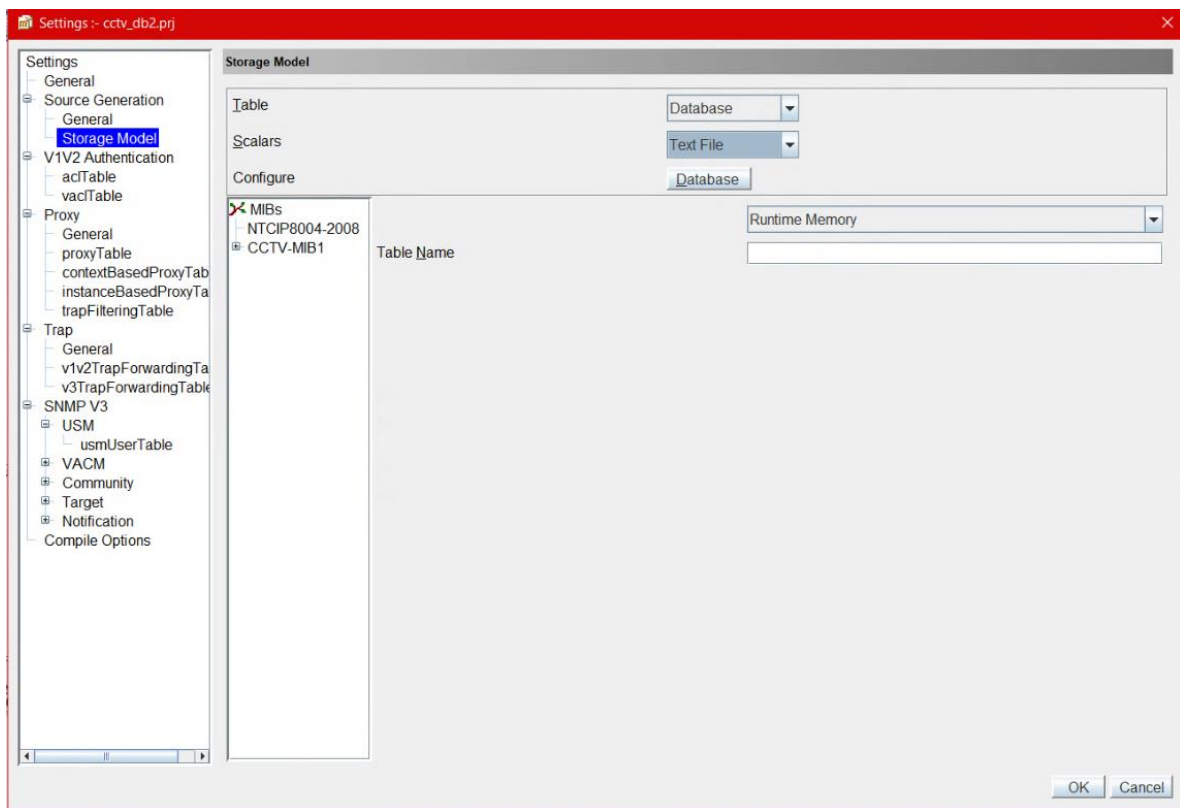 Settings :- cctv_db2.prj
Settings
General
Source Generation
General
Storage Model
V1V2 Authentication
aclTable
vaclTable
Proxy
General
proxyTable
contextBasedProxyTab
instanceBasedProxyTa
trapFilteringTable
Trap
General
v1v2TrapForwardingTa
v3TrapForwardingTable
SNMP V3
USM
usmUserTable
VACM
Community
Target
Notification
Compile Options
Storage Model
Table Database
Scalars Text File
Configure Database
MIBs
NTCIP8004-2008
CCTV-MIB1
Runtime Memory
Table Name
OK Cancel